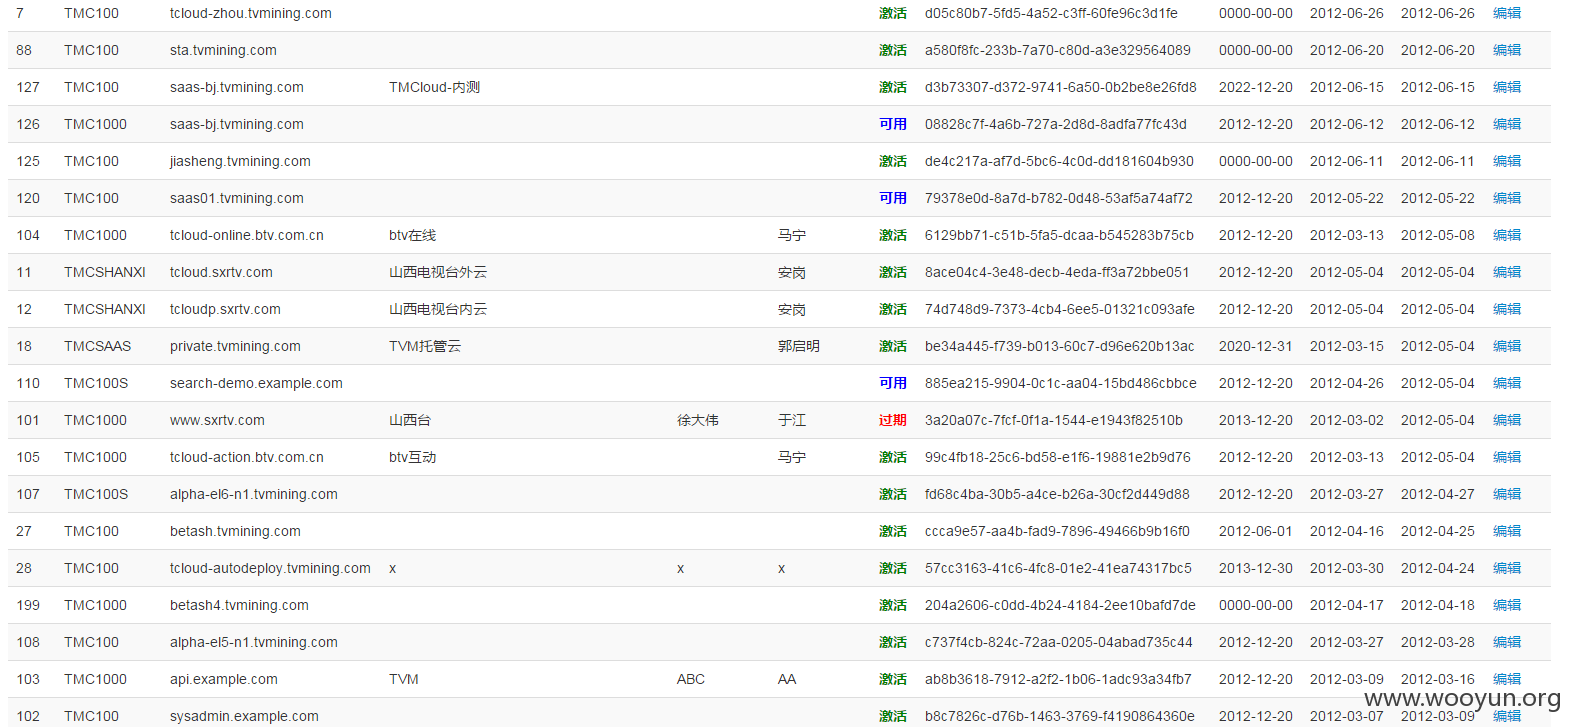 7 TMC100 tcloud-zhou.tvmining.com 激活 d05c80b7-5fd5-4a52-c3ff-60fe96c3d1fe 0000-00-00 2012-06-26 2012-06-26 编辑
88 TMC100 sta.tvmining.com 激活 a580f8fc-233b-7a70-c80d-a3e329564089 0000-00-00 2012-06-20 2012-06-20 编辑
127 TMC100 saas-bj.tvmining.com TMCloud-内测 激活 d3b73307-d372-9741-6a50-0b2be8e26fd8 2022-12-20 2012-06-15 2012-06-15 编辑
126 TMC1000 saas-bj.tvmining.com 可用 08828c7f-4a6b-727a-2d8d-8adfa77fc43d 2012-12-20 2012-06-12 2012-06-12 编辑
125 TMC100 jiasheng.tvmining.com 激活 de4c217a-af7d-5bc6-4c0d-dd181604b930 0000-00-00 2012-06-11 2012-06-11 编辑
120 TMC100 saas01.tvmining.com 可用 79378e0d-8a7d-b782-0d48-53af5a74af72 2012-12-20 2012-05-22 2012-05-22 编辑
104 TMC1000 tcloud-online.btv.com.cn btv在线 马宁 激活 6129bb71-c51b-5fa5-dcaa-b545283b75cb 2012-12-20 2012-03-13 2012-05-08 编辑
11 TMCSHANXI tcloud.sxrtv.com 山西电视台外云 安岗 激活 8ace04c4-3e48-decb-4eda-ff3a72bbe051 2012-12-20 2012-05-04 2012-05-04 编辑
12 TMCSHANXI tcloudp.sxrtv.com 山西电视台内云 安岗 激活 74d748d9-7373-4cb4-6ee5-01321c093afe 2012-12-20 2012-05-04 2012-05-04 编辑
18 TMCSAAS private.tvmining.com TVM托管云 郭启明 激活 be34a445-f739-b013-60c7-d96e620b13ac 2020-12-31 2012-03-15 2012-05-04 编辑
110 TMC100S search-demo.example.com 可用 885ea215-9904-0c1c-aa04-15bd486cbbce 2012-12-20 2012-04-26 2012-05-04 编辑
101 TMC1000 www.sxrtv.com 山西台 徐大伟 于江 过期 3a20a07c-7fcf-0f1a-1544-e1943f82510b 2013-12-20 2012-03-02 2012-05-04 编辑
105 TMC1000 tcloud-action.btv.com.cn btv互动 马宁 激活 99c4fb18-25c6-bd58-e1f6-19881e2b9d76 2012-12-20 2012-03-13 2012-05-04 编辑
107 TMC100S alpha-el6-n1.tvmining.com 激活 fd68c4ba-30b5-a4ce-b26a-30cf2d449d88 2012-12-20 2012-03-27 2012-04-27 编辑
27 TMC100 betash.tvmining.com 激活 ccca9e57-aa4b-fad9-7896-49466b9b16f0 2012-06-01 2012-04-16 2012-04-25 编辑
28 TMC100 tcloud-autodeploy.tvmining.com x x x 激活 57cc3163-41c6-4fc8-01e2-41ea74317bc5 2013-12-30 2012-03-30 2012-04-24 编辑
199 TMC1000 betash4.tvmining.com 激活 204a2606-c0dd-4b24-4184-2ee10bafd7de 0000-00-00 2012-04-17 2012-04-18 编辑
108 TMC100 alpha-el5-n1.tvmining.com 激活 c737f4cb-824c-72aa-0205-04abad735c44 2012-12-20 2012-03-27 2012-03-28 编辑
103 TMC1000 api.example.com TVM ABC AA 激活 ab8b3618-7912-a2f2-1b06-1adc93a34fb7 2012-12-20 2012-03-09 2012-03-16 编辑
www.wooyun.org
102 TMC100 sysadmin.example.com 激活 b8c7826c-d76b-1463-3769-f4190864360e 2012-12-20 2012-03-07 2012-03-09 编辑